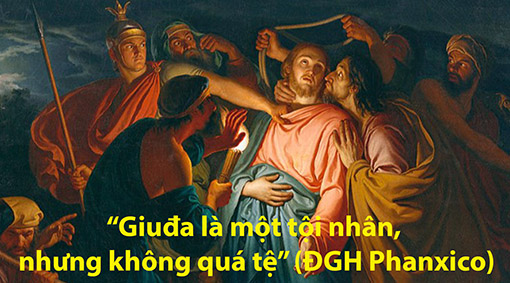 “Giuđa là một tội nhân,
nhưng không quá tệ” (ĐGH Phanxico)